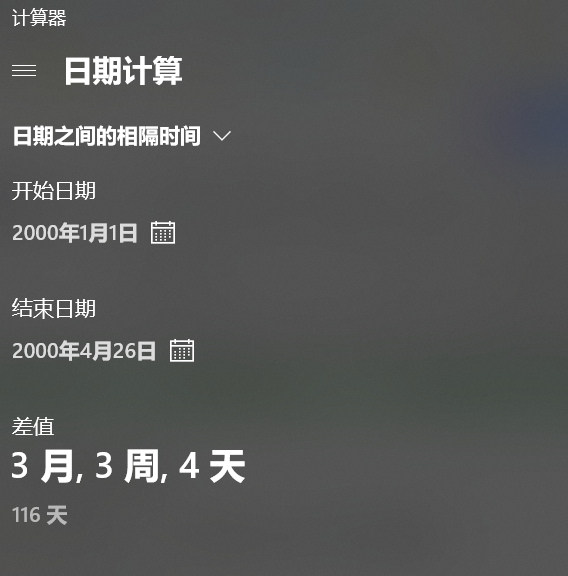 计算器
日期计算
日期之间的相隔时间
开始日期
2000年1月1日
结束日期
2000年4月26日
差值
3 月, 3 周, 4 天
116 天